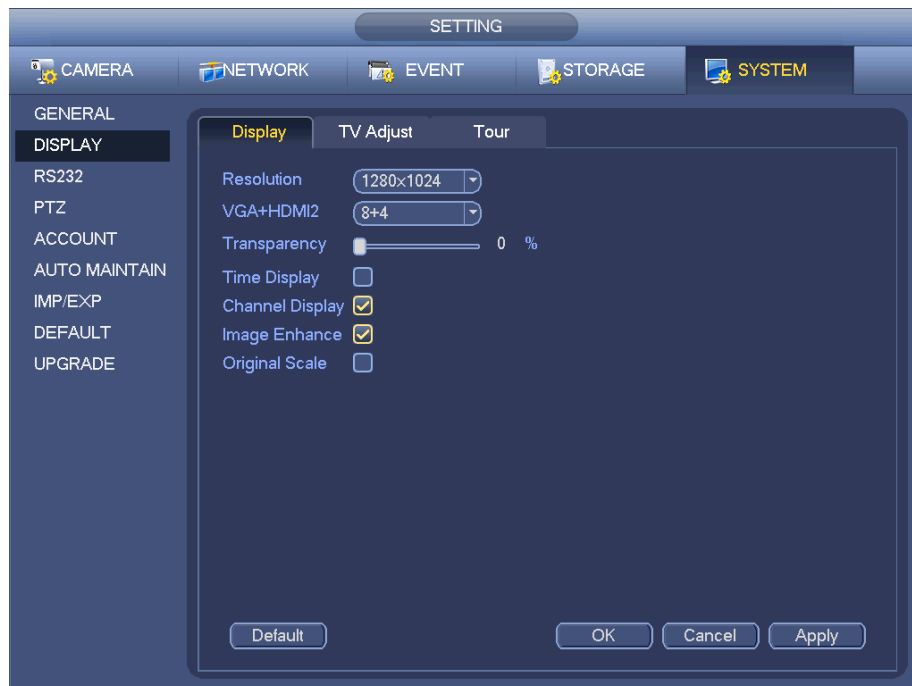 SETTING
CAMERA NETWORK EVENT STORAGE SYSTEM
GENERAL
DISPLAY
RS232
PTZ
ACCOUNT
AUTO MAINTAIN
IMP/EXP
DEFAULT
UPGRADE
Display TV Adjust Tour
Resolution 1280×1024
VGA+HDMI2 8+4
Transparency 0 %
Time Display
Channel Display
Image Enhance
Original Scale
Default OK Cancel Apply